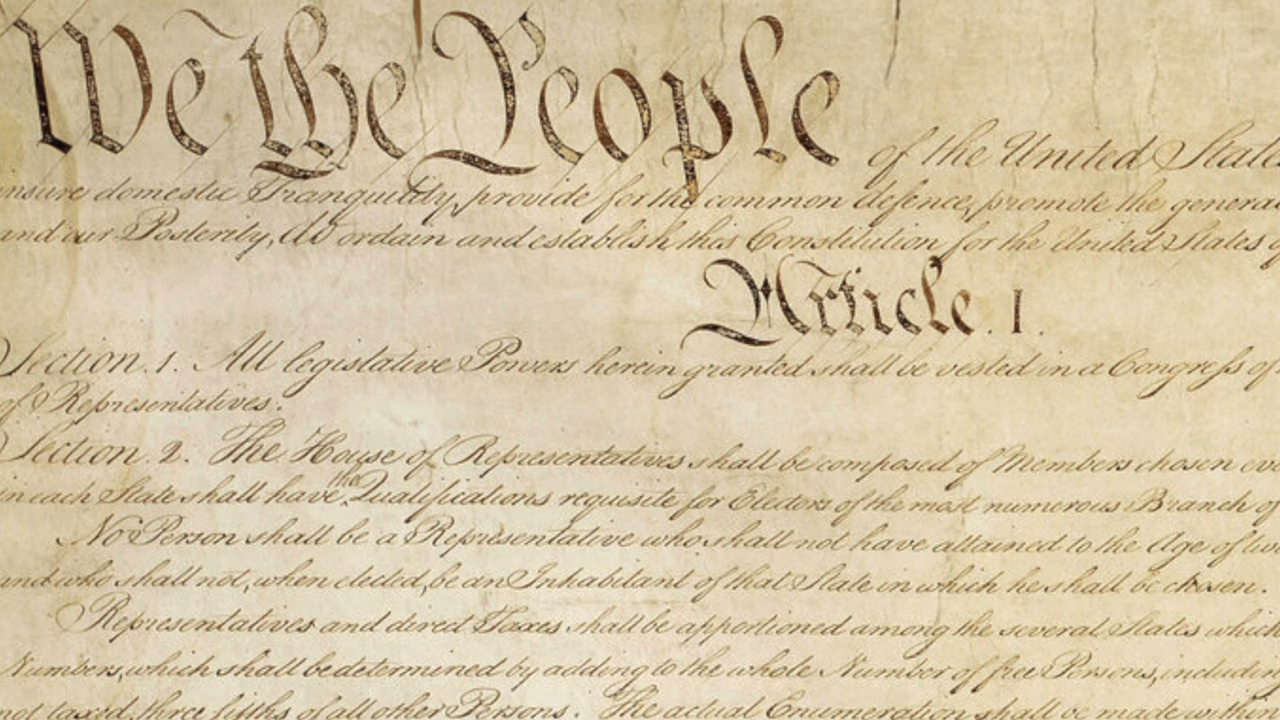 We the People of the United States
insure domestic Tranquility, provide for the common defence, promote the general
and our Posterity, do ordain and establish this Constitution for the United States of
Article. I.
Section. 1. All legislative Powers herein granted shall be vested in a Congress of
of Representatives.
Section. 2. The House of Representatives shall be composed of Members chosen eve
in each State shall have the Qualifications requisite for Electors of the most numerous Branch of
No Person shall be a Representative who shall not have attained to the Age of tw
and who shall not, when elected, be an Inhabitant of that State in which he shall be chosen.
Representatives and direct Taxes shall be apportioned among the several States which
Numbers, which shall be determined by adding to the whole Number of free Persons, including
not taxed, three fifths of all other Persons. The actual Enumeration shall be made within